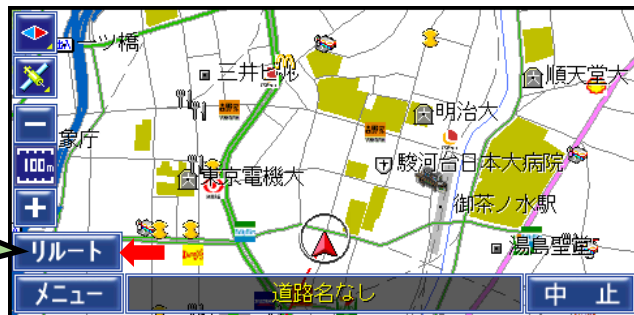 一ツ橋
三井ビル
順天堂大
明治大
象庁
100m
駿河台日本大病院
東京電機大
御茶ノ水駅
リルート
湯島聖堂
メニュー
道路名なし
中 止